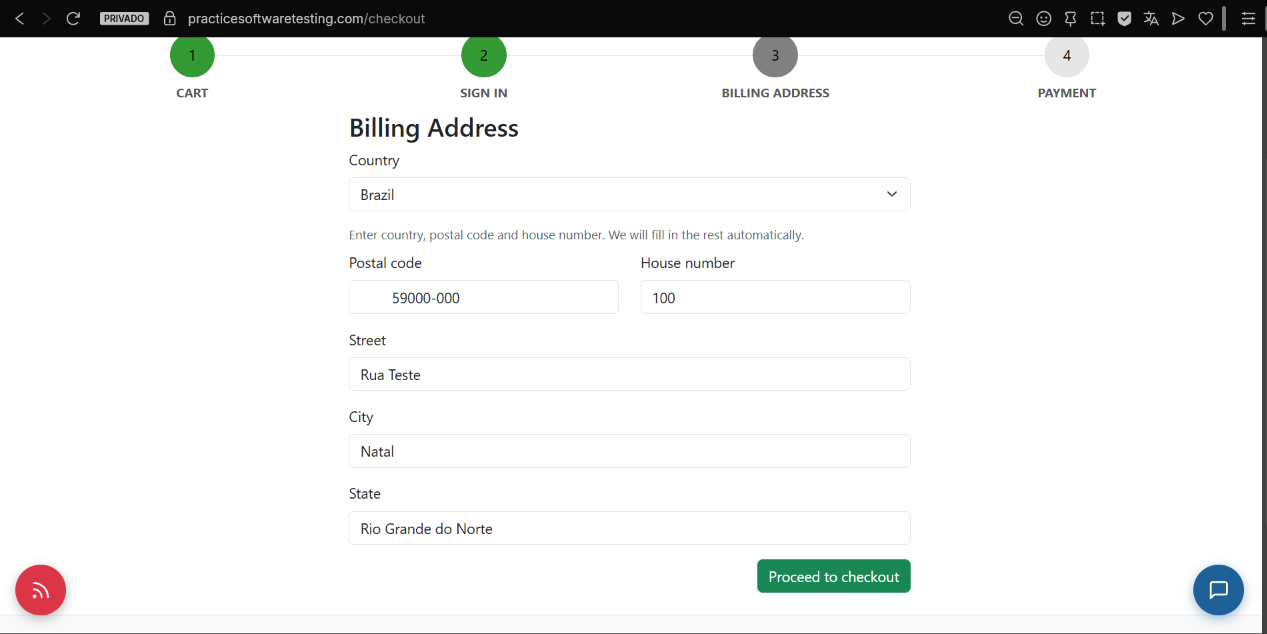 PRIVADO practicesoftwaretesting.com/checkout
1 2 3 4
CART SIGN IN BILLING ADDRESS PAYMENT
Billing Address
Country
Brazil
Enter country, postal code and house number. We will fill in the rest automatically.
Postal code House number
59000-000 100
Street
Rua Teste
City
Natal
State
Rio Grande do Norte
Proceed to checkout